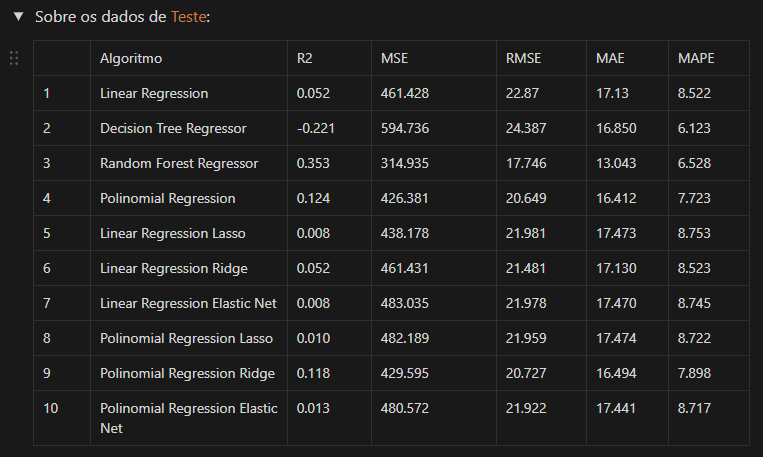 Sobre os dados de Teste:
Algoritmo R2 MSE RMSE MAE MAPE
1 Linear Regression 0.052 461.428 22.87 17.13 8.522
2 Decision Tree Regressor -0.221 594.736 24.387 16.850 6.123
3 Random Forest Regressor 0.353 314.935 17.746 13.043 6.528
4 Polinomial Regression 0.124 426.381 20.649 16.412 7.723
5 Linear Regression Lasso 0.008 438.178 21.981 17.473 8.753
6 Linear Regression Ridge 0.052 461.431 21.481 17.130 8.523
7 Linear Regression Elastic Net 0.008 483.035 21.978 17.470 8.745
8 Polinomial Regression Lasso 0.010 482.189 21.959 17.474 8.722
9 Polinomial Regression Ridge 0.118 429.595 20.727 16.494 7.898
10 Polinomial Regression Elastic 0.013 480.572 21.922 17.441 8.717
Net